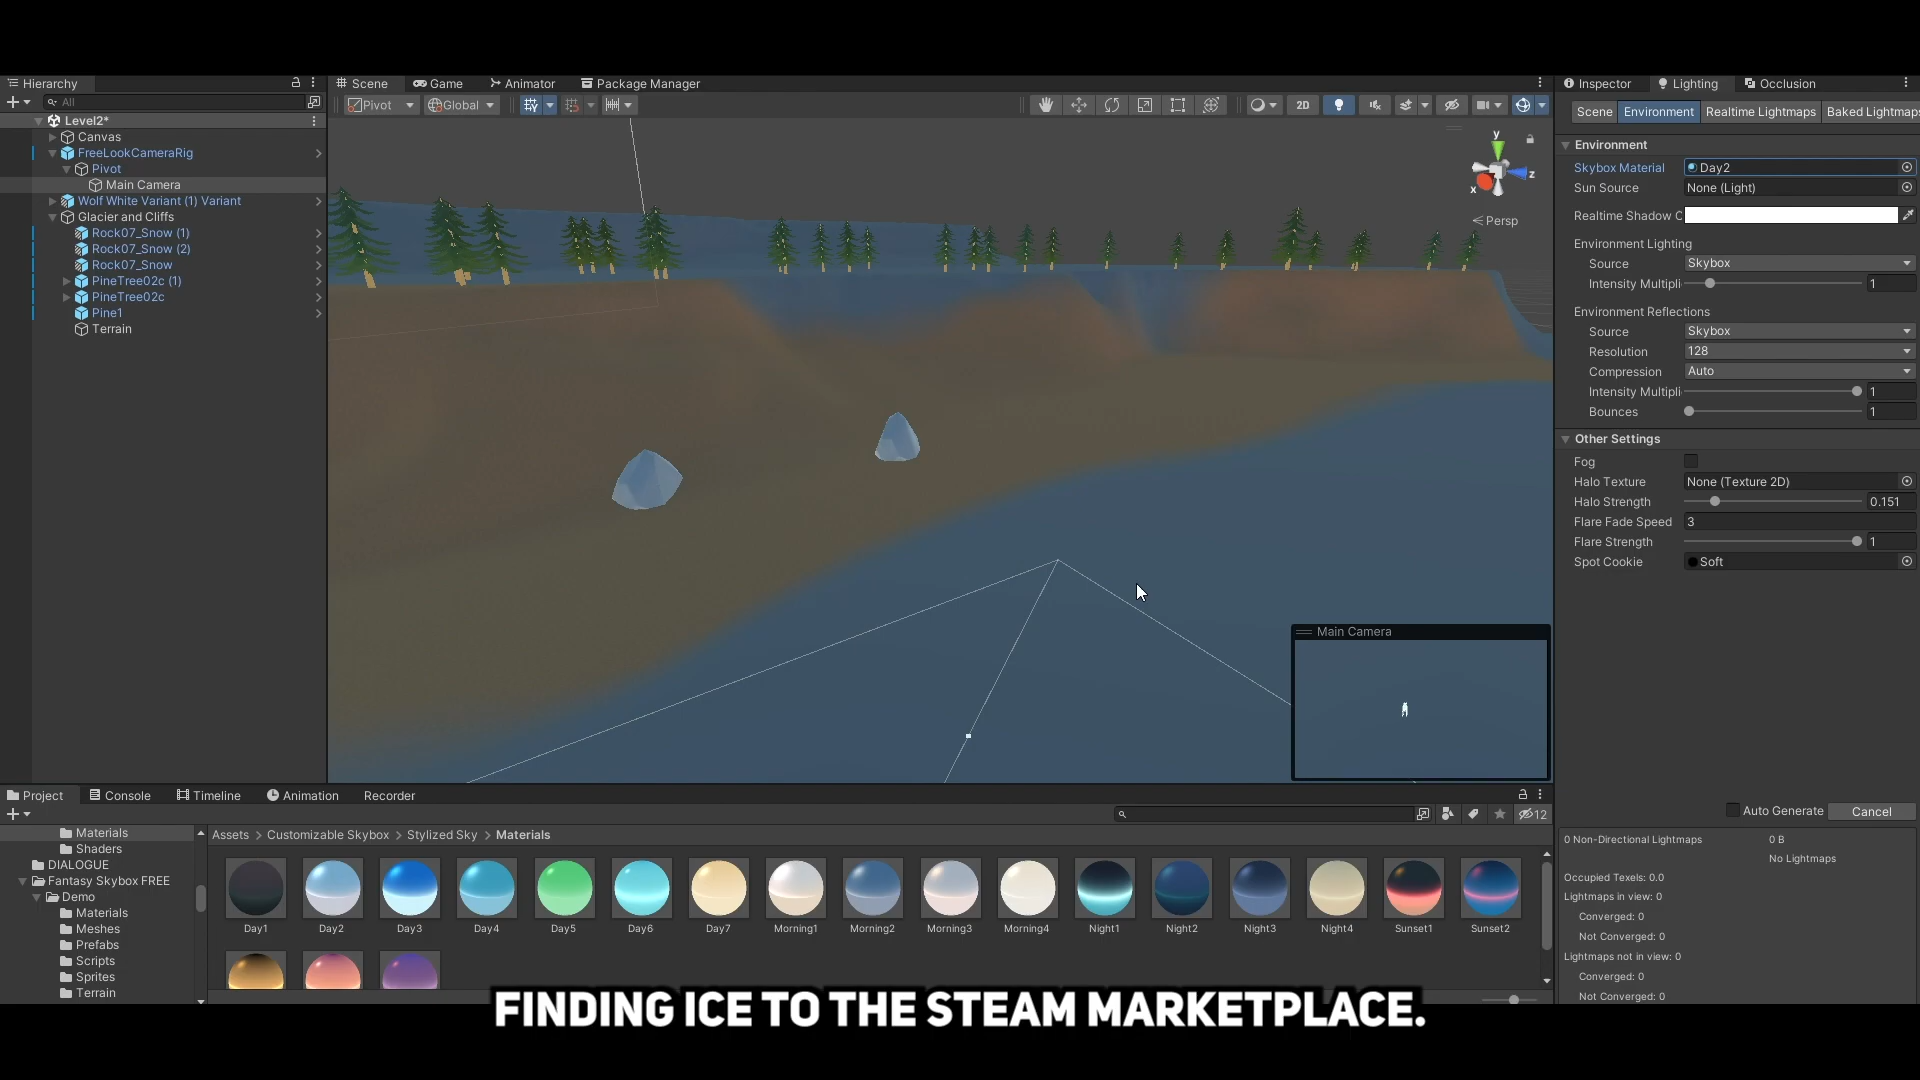 Hierarchy
All
Level2*
Canvas
FreeLookCameraRig
Pivot
Main Camera
Wolf White Variant (1) Variant
Glacier and Cliffs
Rock07_Snow (1)
Rock07_Snow (2)
Rock07_Snow
PineTree02c (1)
PineTree02c
Pine1
Terrain
Scene Game Animator Package Manager
Pivot Global 2D
y
x z
Persp
Main Camera
Inspector Lighting Occlusion
Scene Environment Realtime Lightmaps Baked Lightmaps
Environment
Skybox Material Day2
Sun Source None (Light)
Realtime Shadow C
Environment Lighting
Source Skybox
Intensity Multipli 1
Environment Reflections
Source Skybox
Resolution 128
Compression Auto
Intensity Multipli 1
Bounces 1
Other Settings
Fog
Halo Texture None (Texture 2D)
Halo Strength 0.151
Flare Fade Speed 3
Flare Strength 1
Spot Cookie Soft
Auto Generate Cancel
0 Non-Directional Lightmaps 0 B
No Lightmaps
Occupied Texels: 0.0
Lightmaps in view: 0
Converged: 0
Not Converged: 0
Lightmaps not in view: 0
Converged: 0
Not Converged: 0
Project Console Timeline Animation Recorder
12
Materials
Shaders
DIALOGUE
Fantasy Skybox FREE
Demo
Materials
Meshes
Prefabs
Scripts
Sprites
Terrain
Assets > Customizable Skybox > Stylized Sky > Materials
Day1 Day2 Day3 Day4 Day5 Day6 Day7 Morning1 Morning2 Morning3 Morning4 Night1 Night2 Night3 Night4 Sunset1 Sunset2
FINDING ICE TO THE STEAM MARKETPLACE.